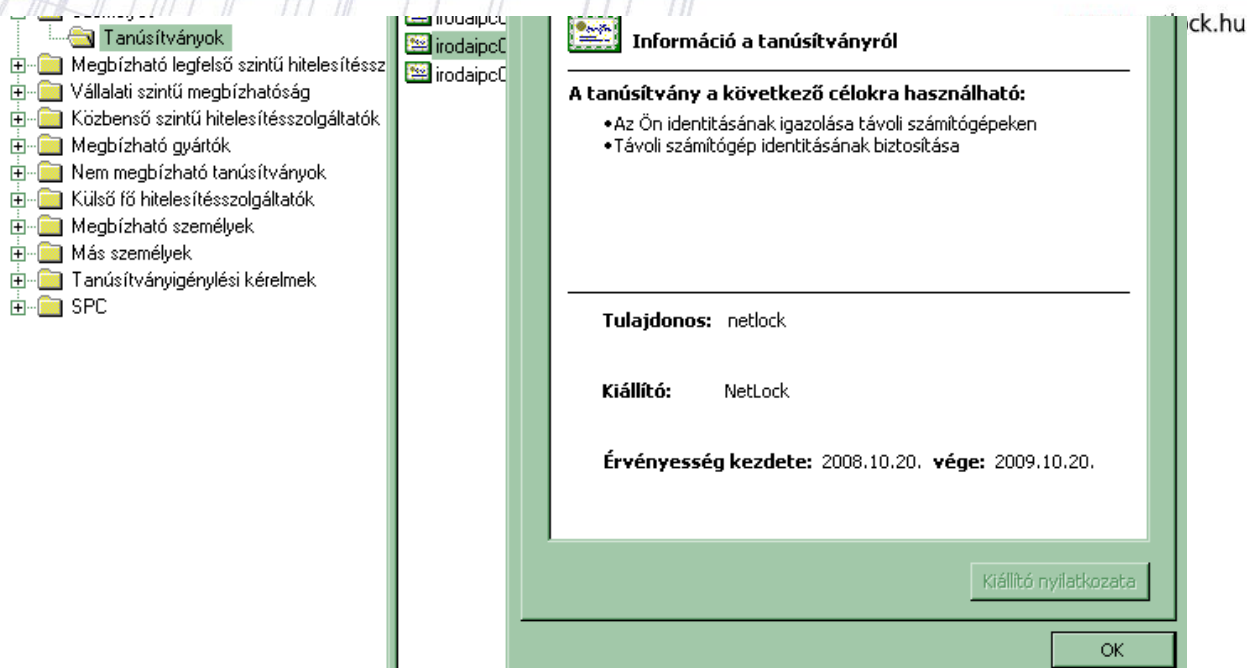 Tanúsítványok
Megbízható legfelső szintű hitelesítéssz
Vállalati szintű megbízhatóság
Közbenső szintű hitelesítésszolgáltatók
Megbízható gyártók
Nem megbízható tanúsítványok
Külső fő hitelesítésszolgáltatók
Megbízható személyek
Más személyek
Tanúsítványigénylési kérelmek
SPC
irodaipc0
irodaipc0
irodaipc0
ck.hu
Információ a tanúsítványról
A tanúsítvány a következő célokra használható:
•Az Ön identitásának igazolása távoli számítógépeken
•Távoli számítógép identitásának biztosítása
Tulajdonos: netlock
Kiállító: NetLock
Érvényesség kezdete: 2008.10.20. vége: 2009.10.20.
Kiállító nyilatkozata
OK